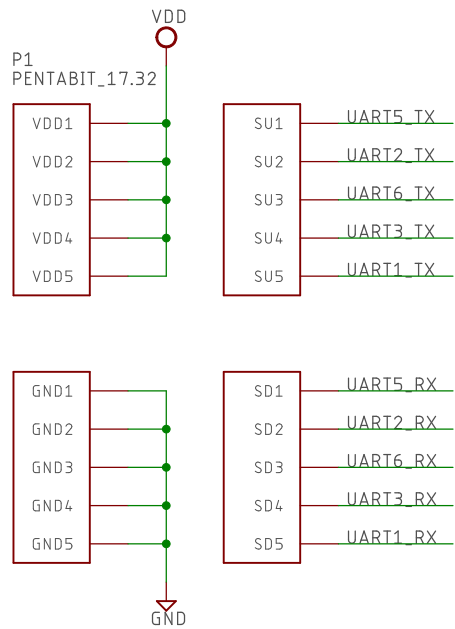 VDD
P1
PENTABIT_17.32
VDD1
VDD2
VDD3
VDD4
VDD5
SU1 UART5_TX
SU2 UART2_TX
SU3 UART6_TX
SU4 UART3_TX
SU5 UART1_TX
GND1
GND2
GND3
GND4
GND5
GND
SD1 UART5_RX
SD2 UART2_RX
SD3 UART6_RX
SD4 UART3_RX
SD5 UART1_RX